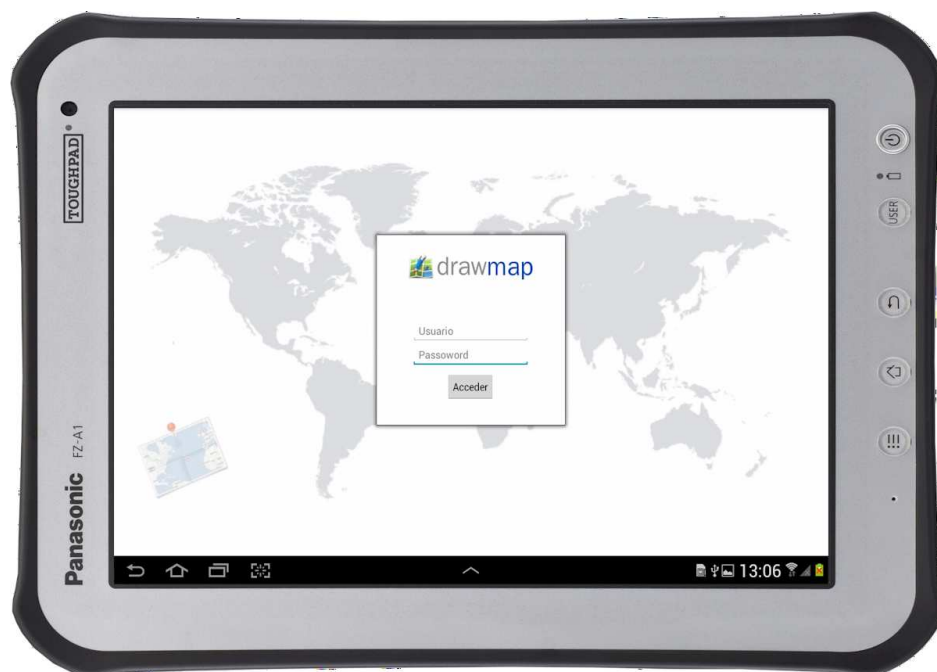 TOUGHPAD
Panasonic FZ-A1
USER
drawmap
Usuario
Passoword
Acceder
13:06